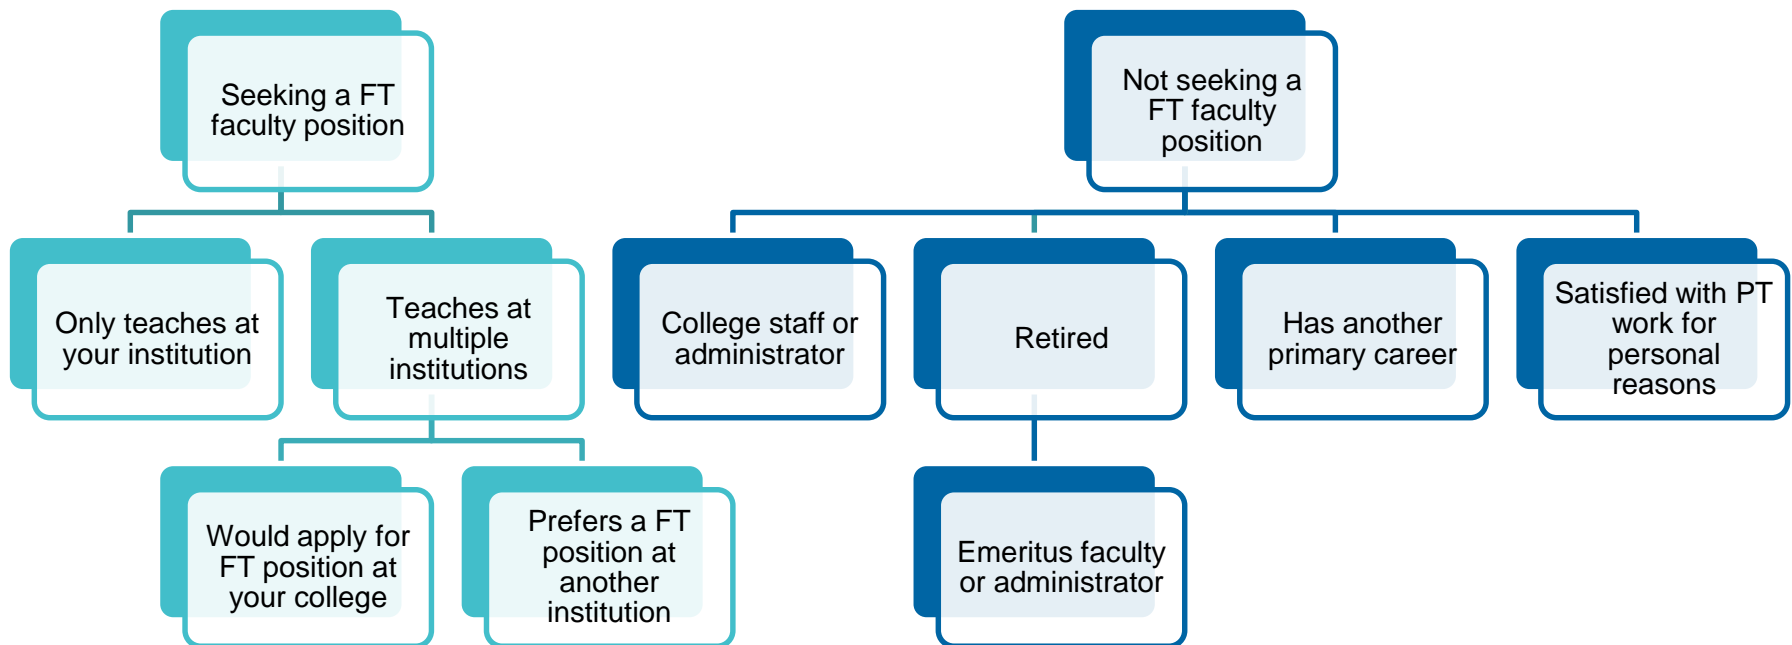 Seeking a FT
faculty position
Not seeking a
FT faculty
position
Only teaches at
your institution
Teaches at
multiple
institutions
College staff or
administrator
Retired
Has another
primary career
Satisfied with PT
work for
personal
reasons
Would apply for
FT position at
your college
Prefers a FT
position at
another
institution
Emeritus faculty
or administrator